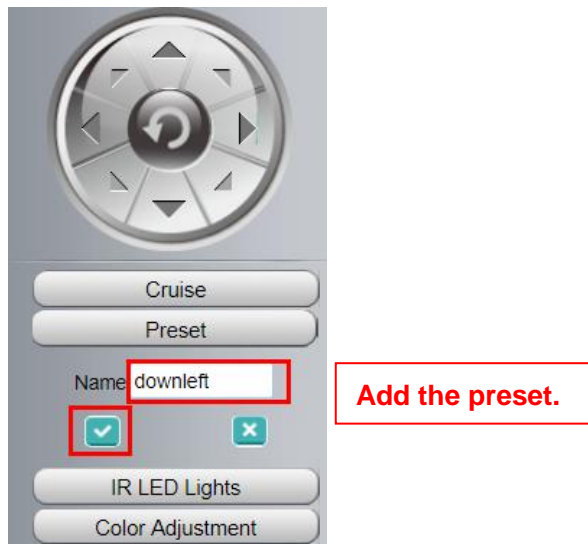 Cruise
Preset
Name downleft
Add the preset.
IR LED Lights
Color Adjustment